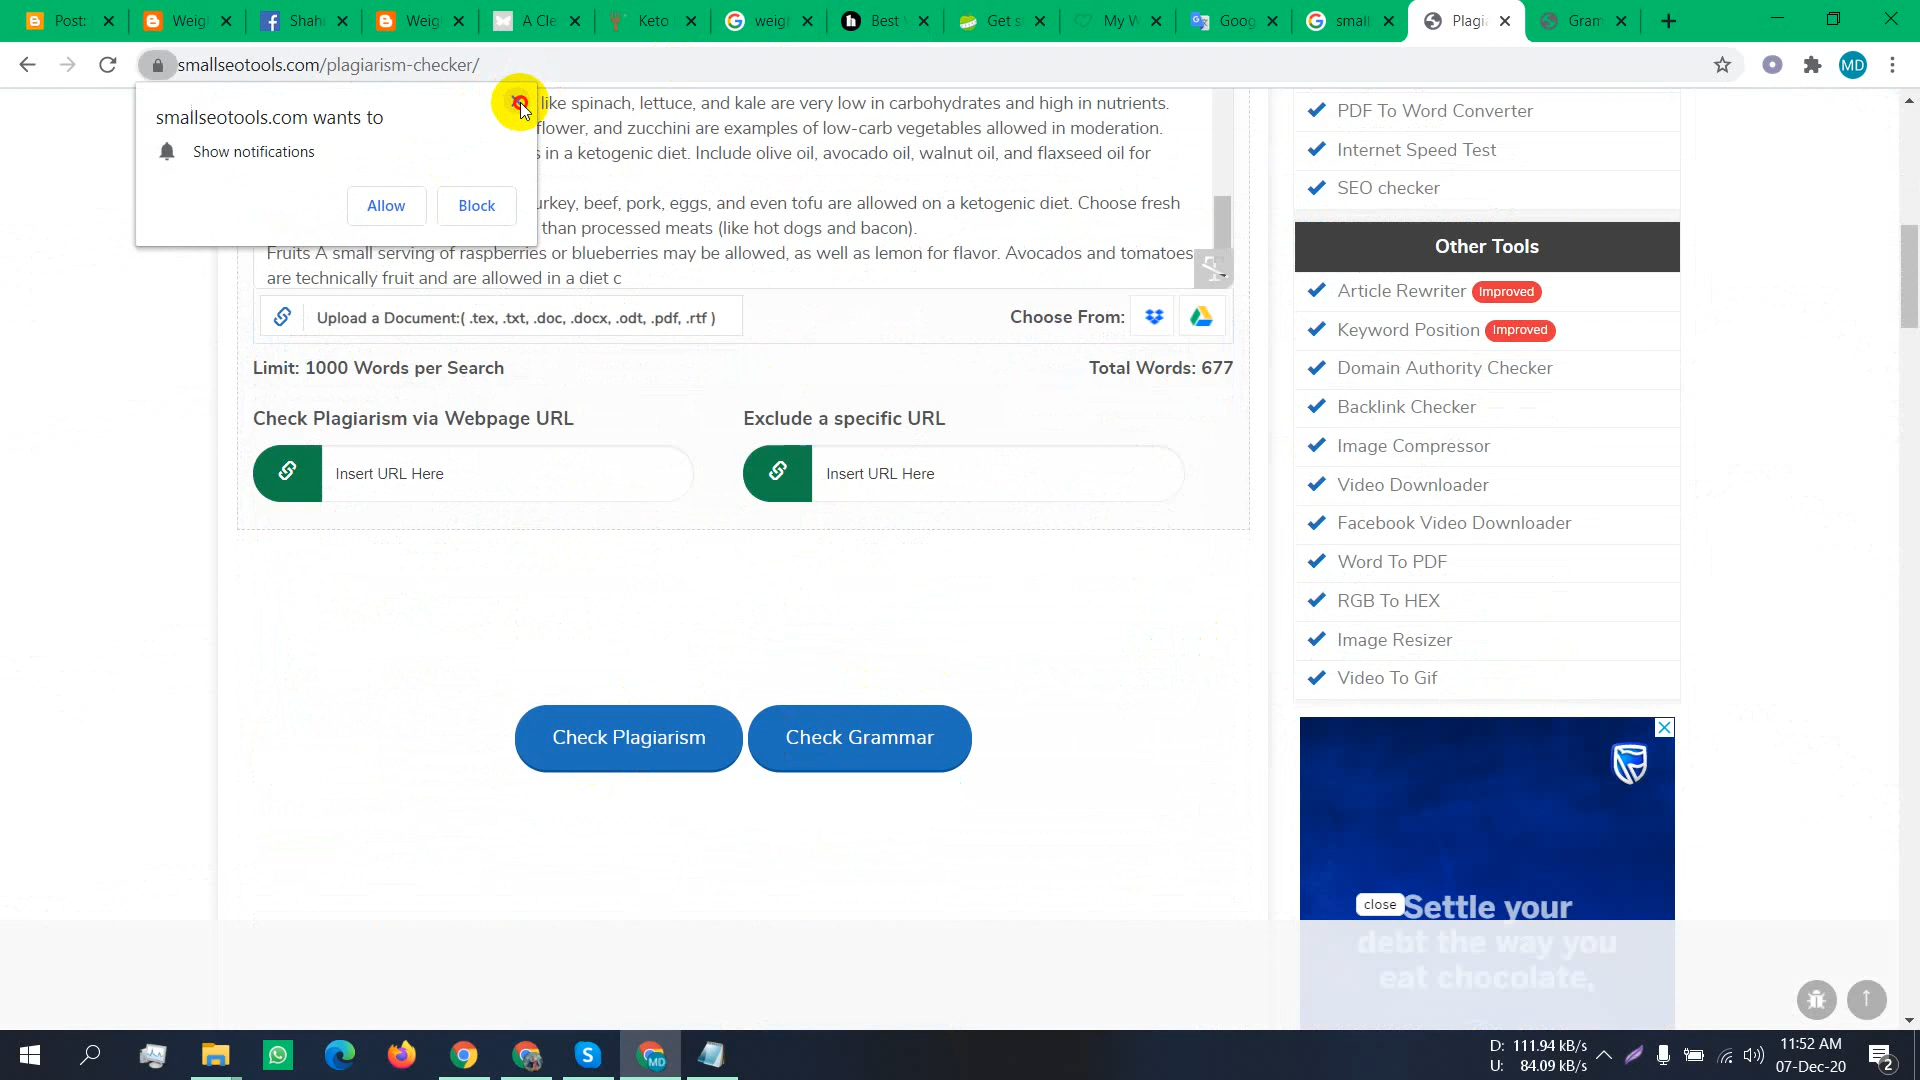 Post:
Weigl
Shah
Weigl
A Cle
Keto
weigl
Best
Get s
My W
Goog
small
Plagi
Gram
smallseotools.com/plagiarism-checker/
MD
smallseotools.com wants to
Show notifications
Allow
Block
like spinach, lettuce, and kale are very low in carbohydrates and high in nutrients.
flower, and zucchini are examples of low-carb vegetables allowed in moderation.
s in a ketogenic diet. Include olive oil, avocado oil, walnut oil, and flaxseed oil for
urkey, beef, pork, eggs, and even tofu are allowed on a ketogenic diet. Choose fresh
than processed meats (like hot dogs and bacon).
Fruits A small serving of raspberries or blueberries may be allowed, as well as lemon for flavor. Avocados and tomatoes
are technically fruit and are allowed in a diet c
Upload a Document:( .tex, .txt, .doc, .docx, .odt, .pdf, .rtf )
Choose From:
Limit: 1000 Words per Search
Total Words: 677
Check Plagiarism via Webpage URL
Exclude a specific URL
Insert URL Here
Insert URL Here
Check Plagiarism
Check Grammar
PDF To Word Converter
Internet Speed Test
SEO checker
Other Tools
Article Rewriter Improved
Keyword Position Improved
Domain Authority Checker
Backlink Checker
Image Compressor
Video Downloader
Facebook Video Downloader
Word To PDF
RGB To HEX
Image Resizer
Video To Gif
close
Settle your
debt the way you
eat chocolate,
D: 111.94 kB/s
U: 84.09 kB/s
11:52 AM
07-Dec-20
2
MD